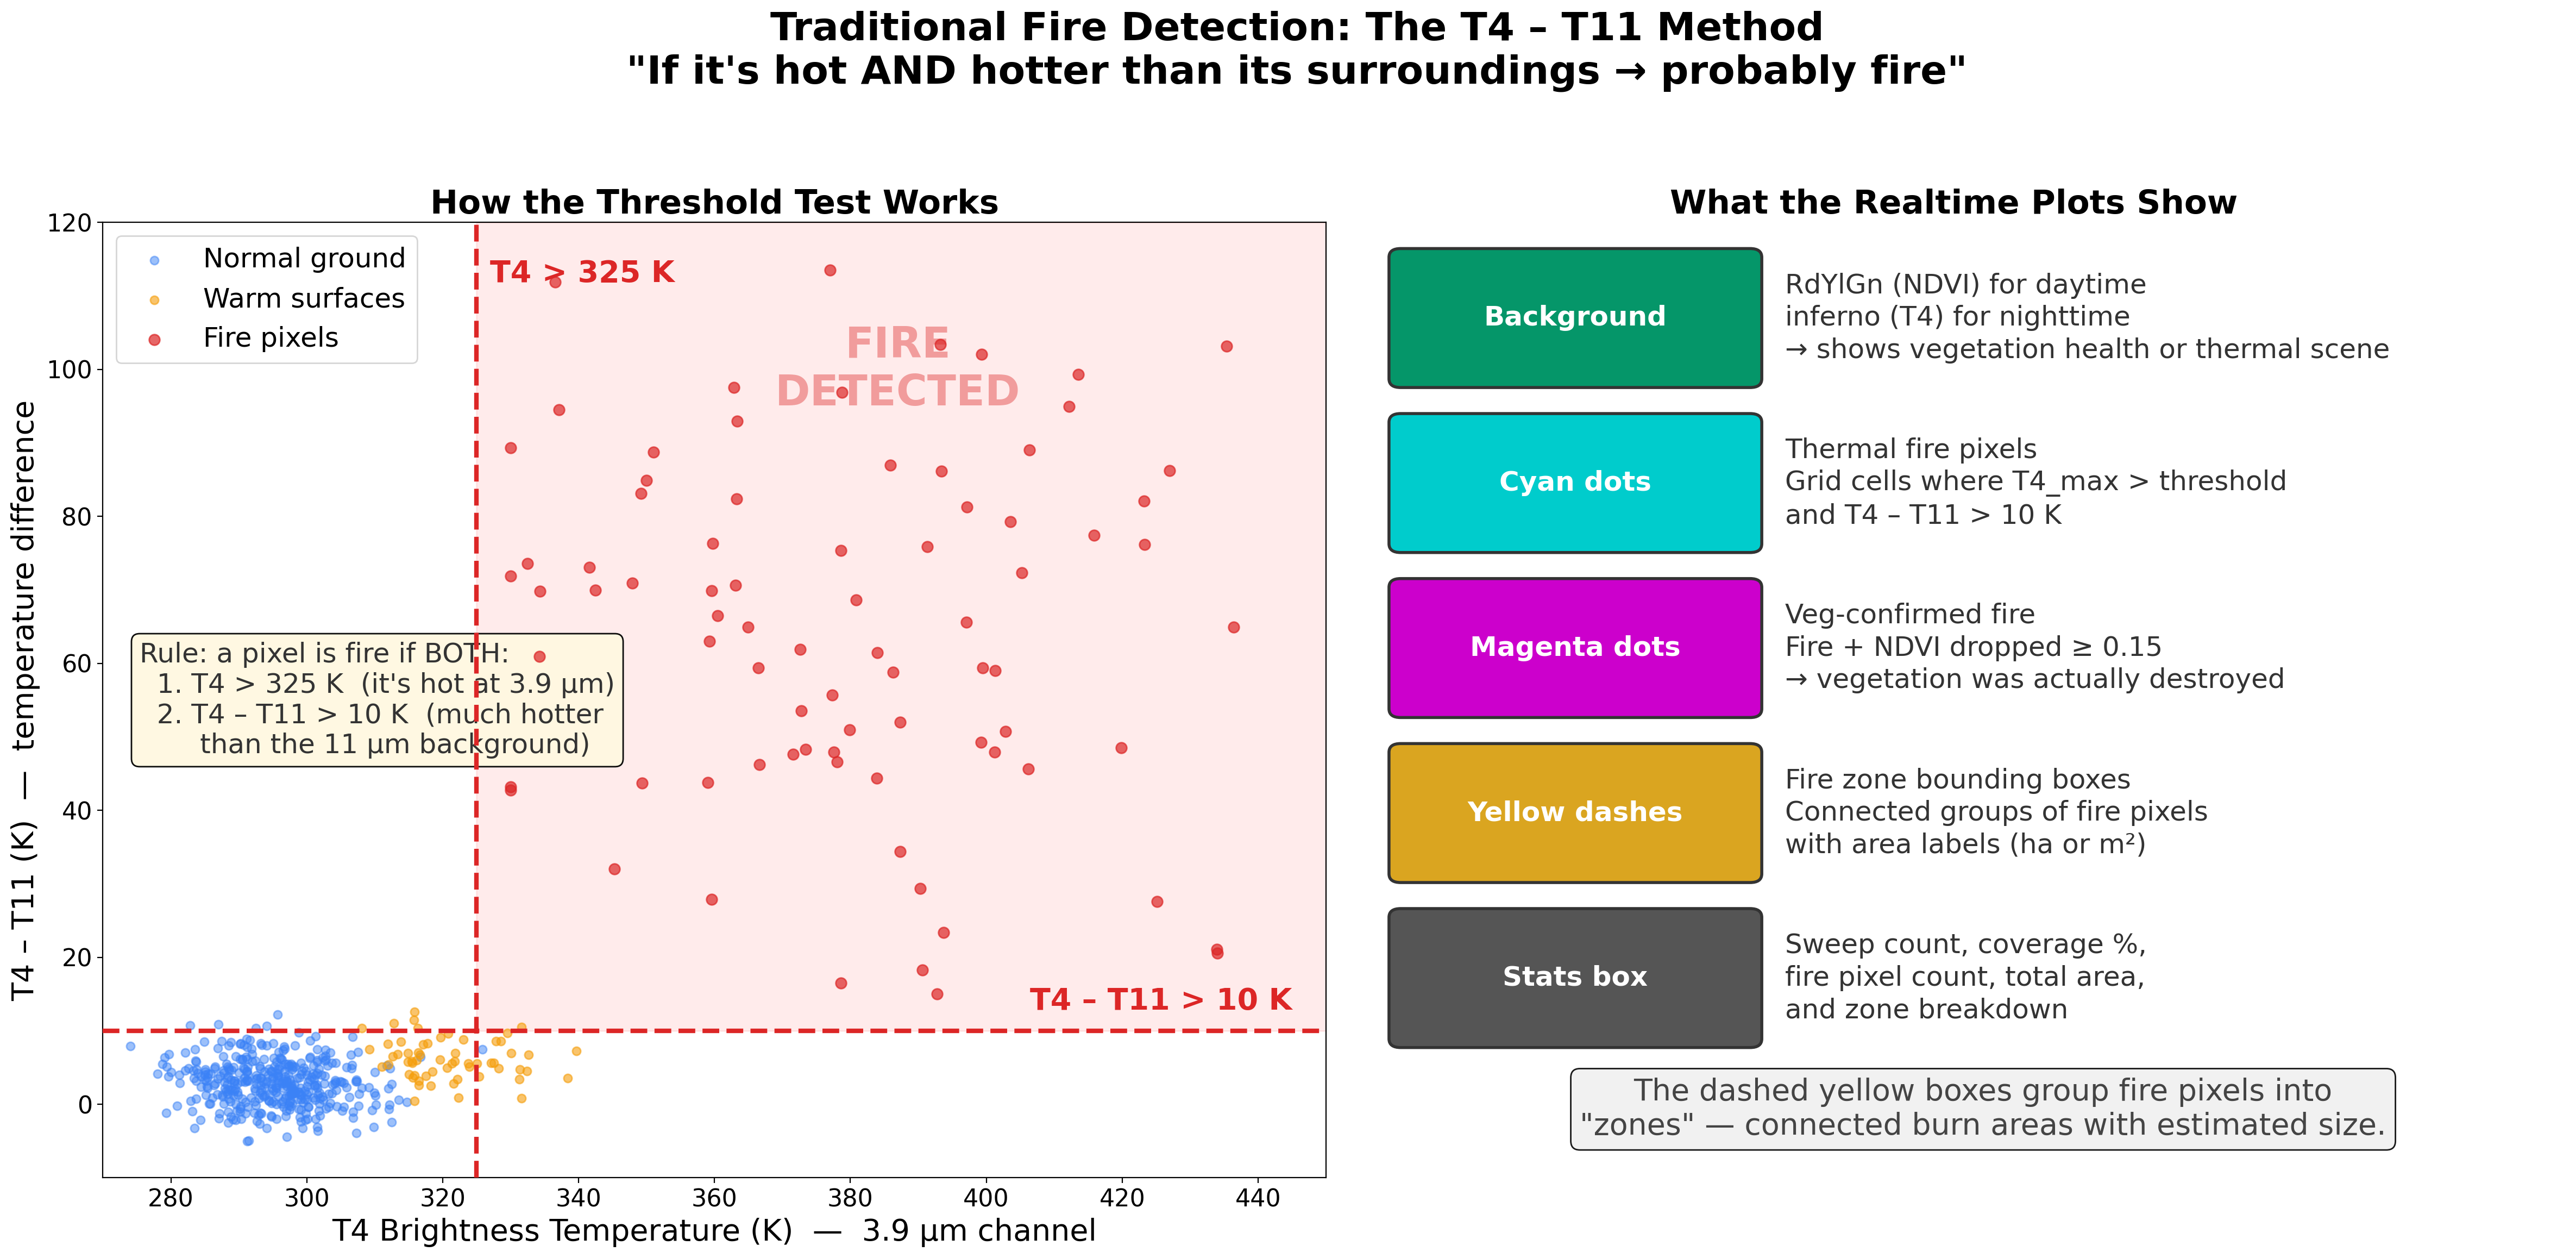 Traditional Fire Detection: The T4 – T11 Method
"If it's hot AND hotter than its surroundings → probably fire"
How the Threshold Test Works
120
100
80
60
40
20
0
T4 – T11 (K) — temperature difference
Normal ground
Warm surfaces
Fire pixels
T4 > 325 K
FIRE
DETECTED
Rule: a pixel is fire if BOTH:
1. T4 > 325 K (it's hot at 3.9 μm)
2. T4 – T11 > 10 K (much hotter
than the 11 μm background)
T4 – T11 > 10 K
280
300
320
340
360
380
400
420
440
T4 Brightness Temperature (K) — 3.9 μm channel
What the Realtime Plots Show
Background
RdYlGn (NDVI) for daytime
inferno (T4) for nighttime
→ shows vegetation health or thermal scene
Cyan dots
Thermal fire pixels
Grid cells where T4_max > threshold
and T4 – T11 > 10 K
Magenta dots
Veg-confirmed fire
Fire + NDVI dropped ≥ 0.15
→ vegetation was actually destroyed
Yellow dashes
Fire zone bounding boxes
Connected groups of fire pixels
with area labels (ha or m²)
Stats box
Sweep count, coverage %,
fire pixel count, total area,
and zone breakdown
The dashed yellow boxes group fire pixels into
"zones" — connected burn areas with estimated size.